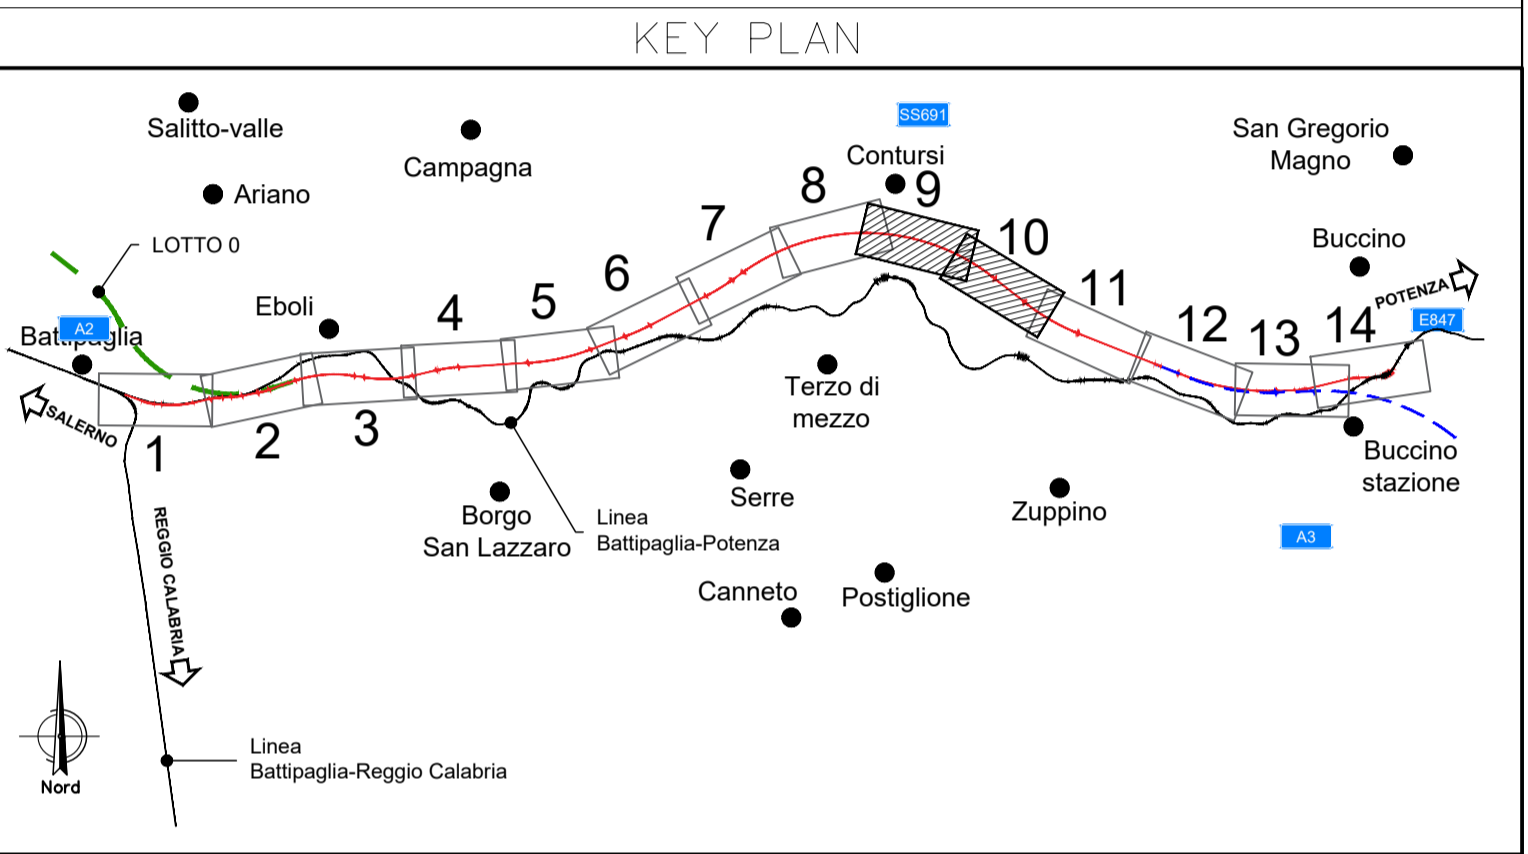 KEY PLAN
Salitto-valle
Campagna
Ariano
LOTTO 0
SS691
Contursi
San Gregorio
Magno
Buccino
POTENZA
E847
Eboli
Battipaglia
A2
SALERNO
1
2
3
4
5
6
7
8
9
10
11
12
13
14
Terzo di
mezzo
Buccino
stazione
Serre
Zuppino
Borgo
San Lazzaro
Linea
Battipaglia-Potenza
A3
Canneto
Postiglione
REGGIO CALABRIA
Linea
Battipaglia-Reggio Calabria
Nord